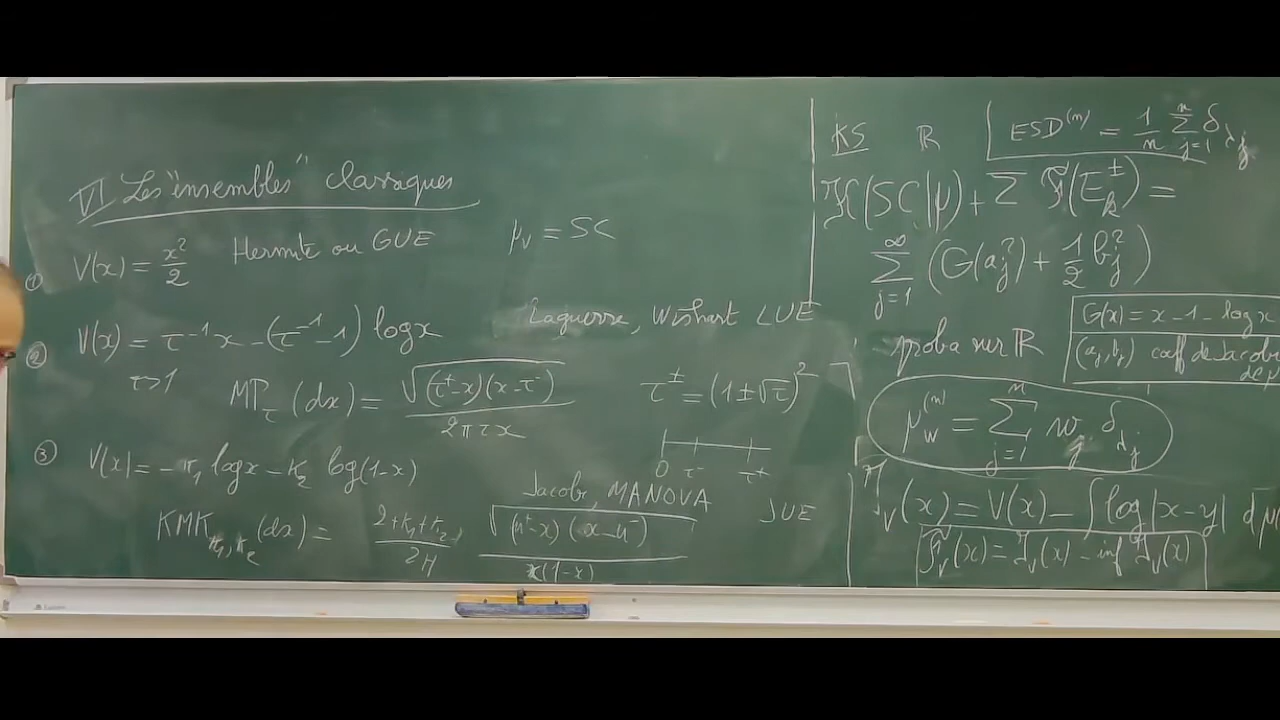 VI Les "ensembles" classiques
① V(x) = x²/2 Hermite ou GUE μ_V = SC
② V(x) = τ⁻¹x − (τ⁻¹ − 1) log x Laguerre, Wishart LUE
τ>1 MP_τ (dx) = √((τ⁺−x)(x−τ⁻)) / 2πτx τ^± = (1±√τ)²
0 τ⁻ τ⁺
③ V(x) = −κ₁ log x − κ₂ log(1−x)
Jacobi, MANOVA JUE
KMK_{κ₁,κ₂}(dx) = (2+κ₁+κ₂)/2π √((u⁺−x)(x−u⁻)) / x(1−x)
KS ℝ ESD⁽ⁿ⁾ = 1/n Σ_{j=1}^{n} δ_{λ_j}
𝓗(SC|μ) + Σ 𝓕(E_k^±) =
Σ_{j=1}^{∞} (G(a_j²) + ½ b_j²)
G(x) = x − 1 − log x
proba sur ℝ
(a_j, b_j) coeff de Jacobi
de μ
μ_w⁽ⁿ⁾ = Σ_{j=1}^{n} w_j δ_{λ_j}
𝓙_V(x) = V(x) − ∫ log|x−y| dμ
𝓕_V(x) = 𝓙_V(x) − inf 𝓙_V(x)